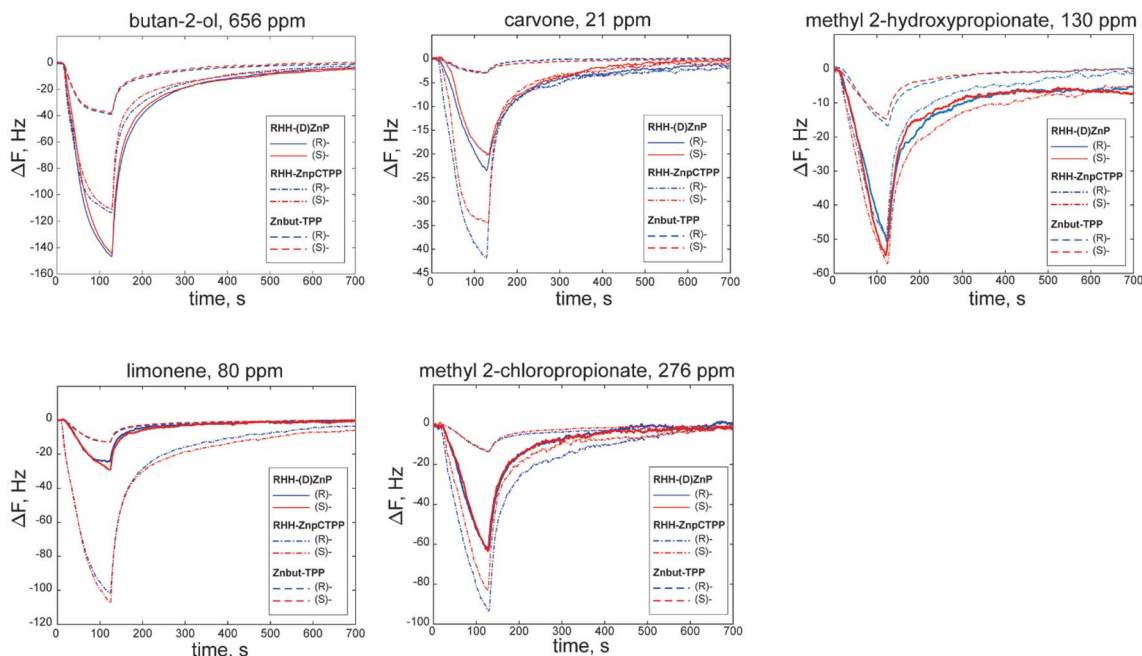 butan-2-ol, 656 ppm
0
-20
-40
-60
-80
-100
-120
-140
-160
ΔF, Hz
0 100 200 300 400 500 600 700
time, s
RHH-(D)ZnP
(R)-
(S)-
RHH-ZnpCTPP
(R)-
(S)-
Znbut-TPP
(R)-
(S)-
carvone, 21 ppm
5
0
-5
-10
-15
-20
-25
-30
-35
-40
-45
ΔF, Hz
0 100 200 300 400 500 600 700
time, s
RHH-(D)ZnP
(R)-
(S)-
RHH-ZnpCTPP
(R)-
(S)-
Znbut-TPP
(R)-
(S)-
methyl 2-hydroxypropionate, 130 ppm
0
-10
-20
-30
-40
-50
-60
ΔF, Hz
0 100 200 300 400 500 600 700
time, s
RHH-(D)ZnP
(R)-
(S)-
RHH-ZnpCTPP
(R)-
(S)-
Znbut-TPP
(R)-
(S)-
limonene, 80 ppm
0
-20
-40
-60
-80
-100
-120
ΔF, Hz
0 100 200 300 400 500 600 700
time, s
RHH-(D)ZnP
(R)-
(S)-
RHH-ZnpCTPP
(R)-
(S)-
Znbut-TPP
(R)-
(S)-
methyl 2-chloropropionate, 276 ppm
0
-20
-40
-60
-80
-100
ΔF, Hz
0 100 200 300 400 500 600 700
time, s
RHH-(D)ZnP
(R)-
(S)-
RHH-ZnpCTPP
(R)-
(S)-
Znbut-TPP
(R)-
(S)-